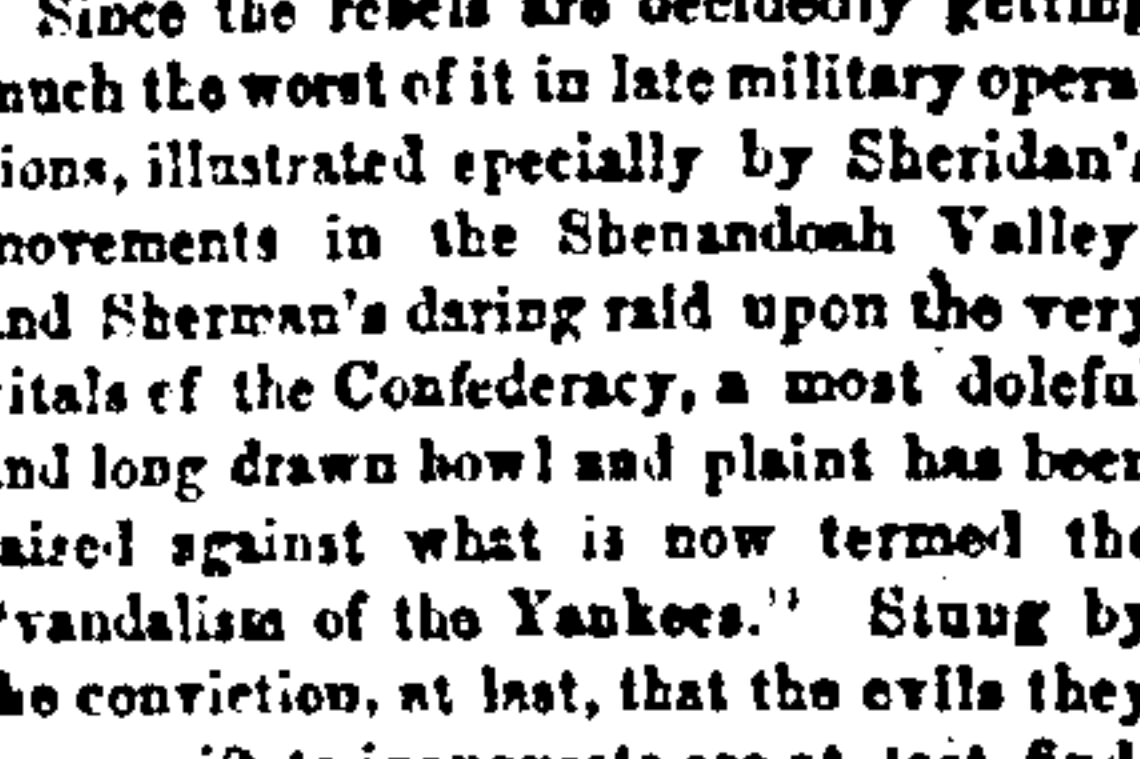 Since the rebels are decidedly getting
much the worst of it in late military opera
ions, illustrated especially by Sheridan's
movements in the Shenandoah Valley
and Sherman's daring raid upon the very
vitals of the Confederacy, a most doleful
and long drawn howl and plaint has been
raised against what is now termed the
"vandalism of the Yankees." Stung by
the conviction, at last, that the evils they
to